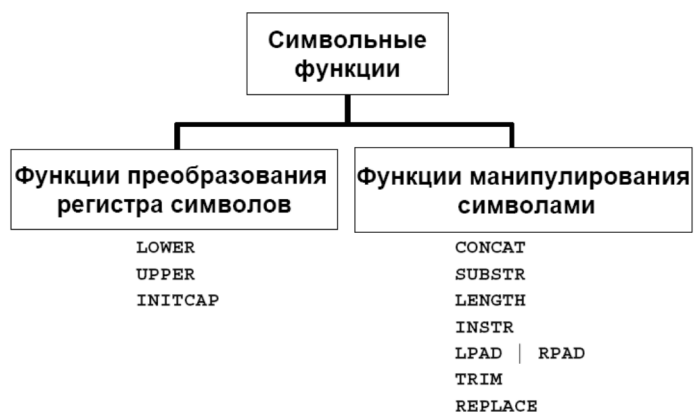 Символьные
функции
Функции преобразования
регистра символов
Функции манипулирования
символами
LOWER
UPPER
INITCAP
CONCAT
SUBSTR
LENGTH
INSTR
LPAD | RPAD
TRIM
REPLACE